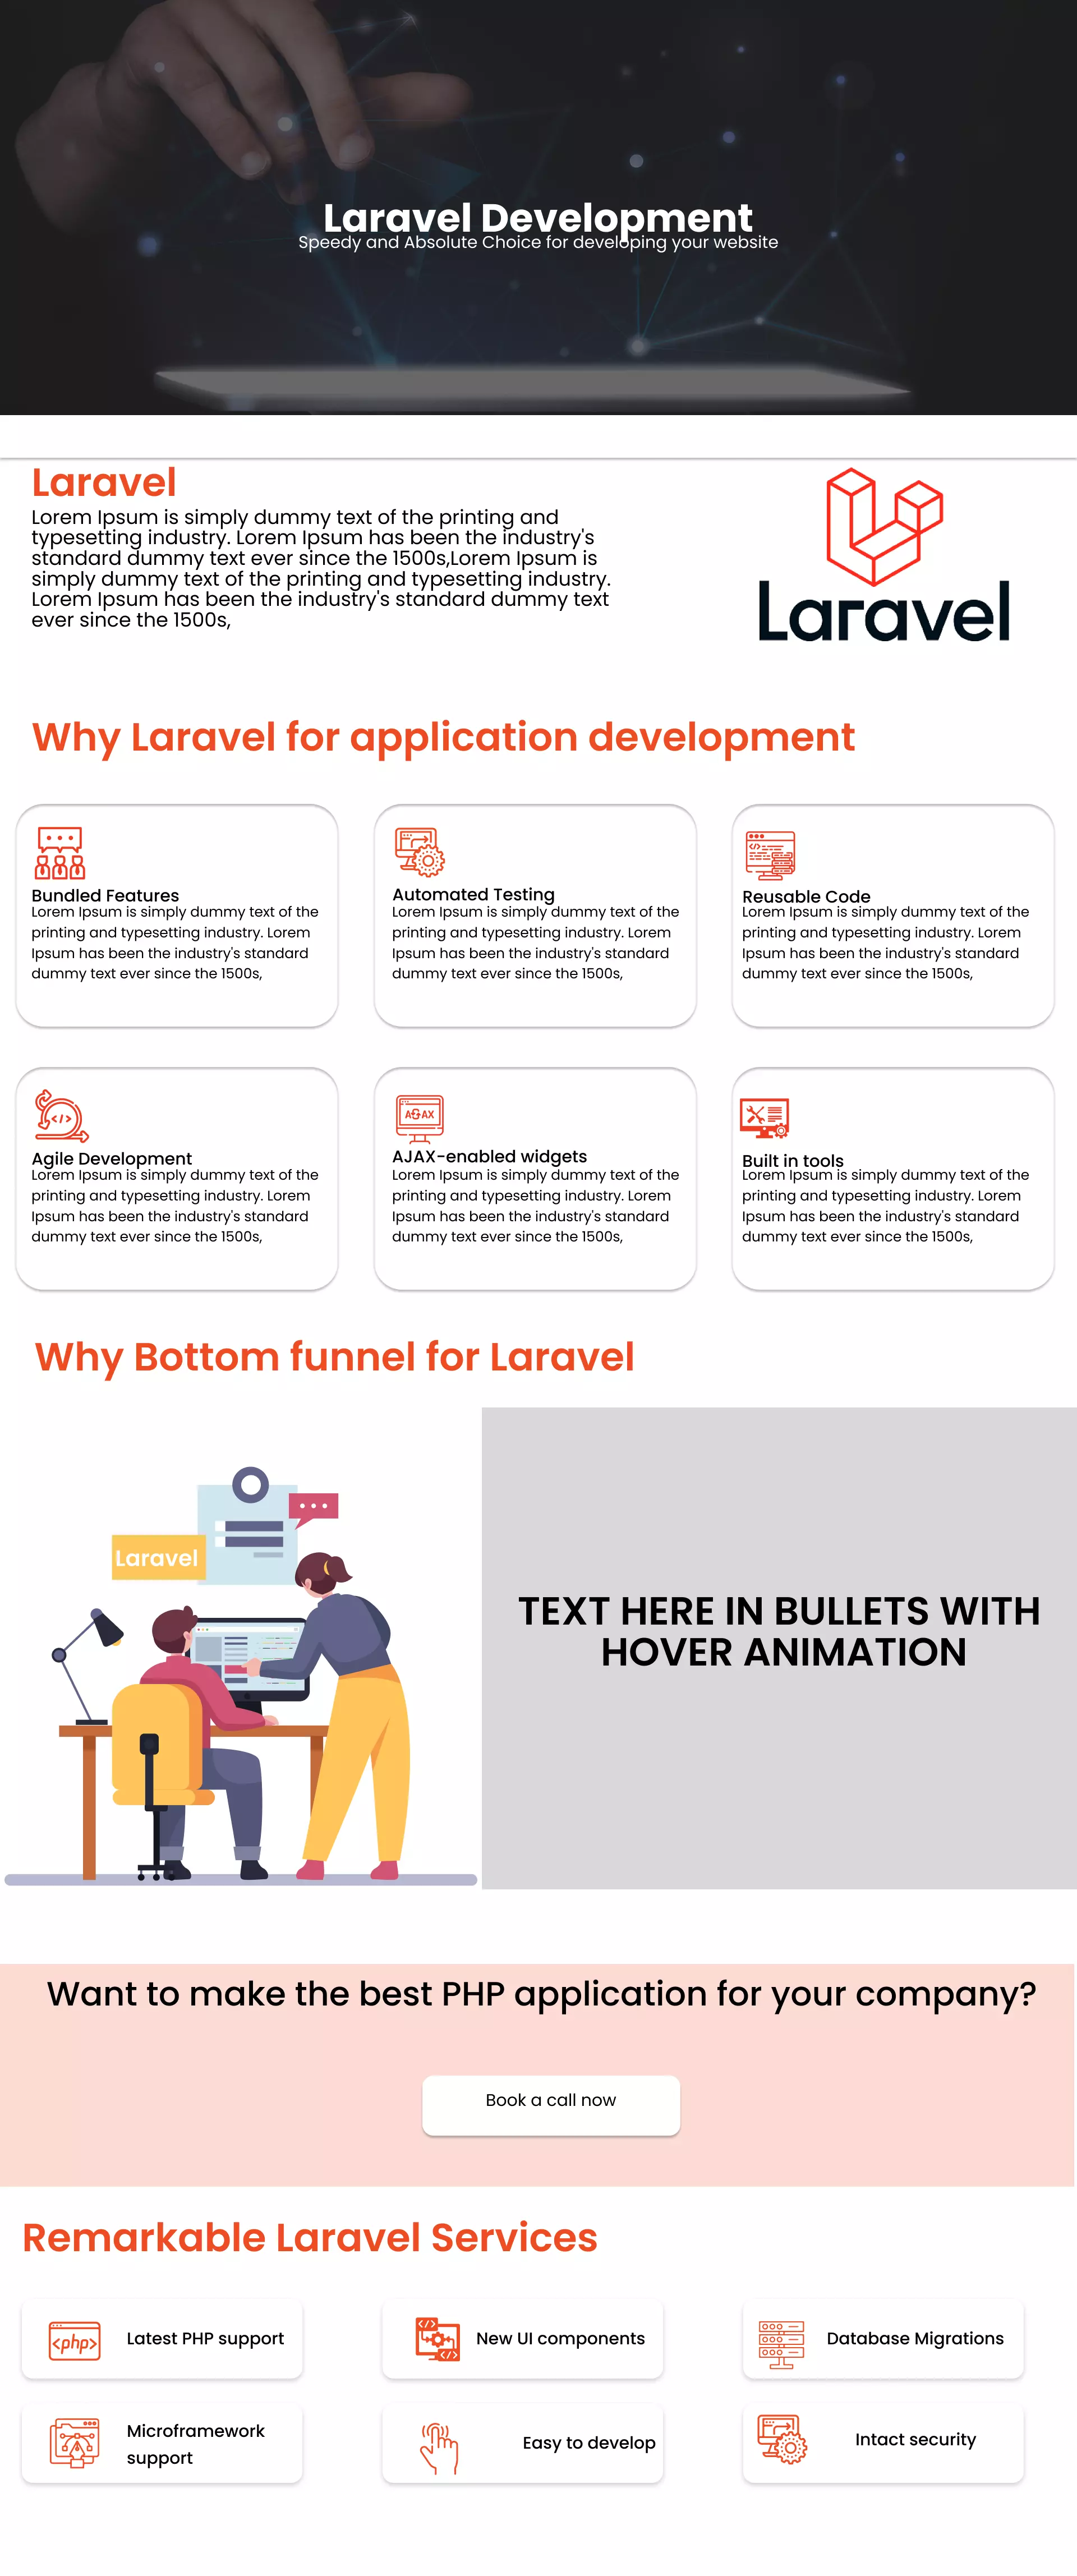 Laravel Development
Speedy and Absolute Choice for developing your website
Laravel
Lorem Ipsum is simply dummy text of the printing and
typesetting industry. Lorem Ipsum has been the industry's
standard dummy text ever since the 1500s,Lorem Ipsum is
simply dummy text of the printing and typesetting industry.
Lorem Ipsum has been the industry's standard dummy text
ever since the 1500s,
Laravel
Why Laravel for application development
Bundled Features
Lorem Ipsum is simply dummy text of the
printing and typesetting industry. Lorem
Ipsum has been the industry's standard
dummy text ever since the 1500s,
Automated Testing
Lorem Ipsum is simply dummy text of the
printing and typesetting industry. Lorem
Ipsum has been the industry's standard
dummy text ever since the 1500s,
Reusable Code
Lorem Ipsum is simply dummy text of the
printing and typesetting industry. Lorem
Ipsum has been the industry's standard
dummy text ever since the 1500s,
</>
Agile Development
Lorem Ipsum is simply dummy text of the
printing and typesetting industry. Lorem
Ipsum has been the industry's standard
dummy text ever since the 1500s,
AJAX
AJAX-enabled widgets
Lorem Ipsum is simply dummy text of the
printing and typesetting industry. Lorem
Ipsum has been the industry's standard
dummy text ever since the 1500s,
Built in tools
Lorem Ipsum is simply dummy text of the
printing and typesetting industry. Lorem
Ipsum has been the industry's standard
dummy text ever since the 1500s,
Why Bottom funnel for Laravel
Laravel
TEXT HERE IN BULLETS WITH
HOVER ANIMATION
Want to make the best PHP application for your company?
Book a call now
Remarkable Laravel Services
<php>
Latest PHP support
</>
</>
New UI components
Database Migrations
Microframework
support
Easy to develop
Intact security